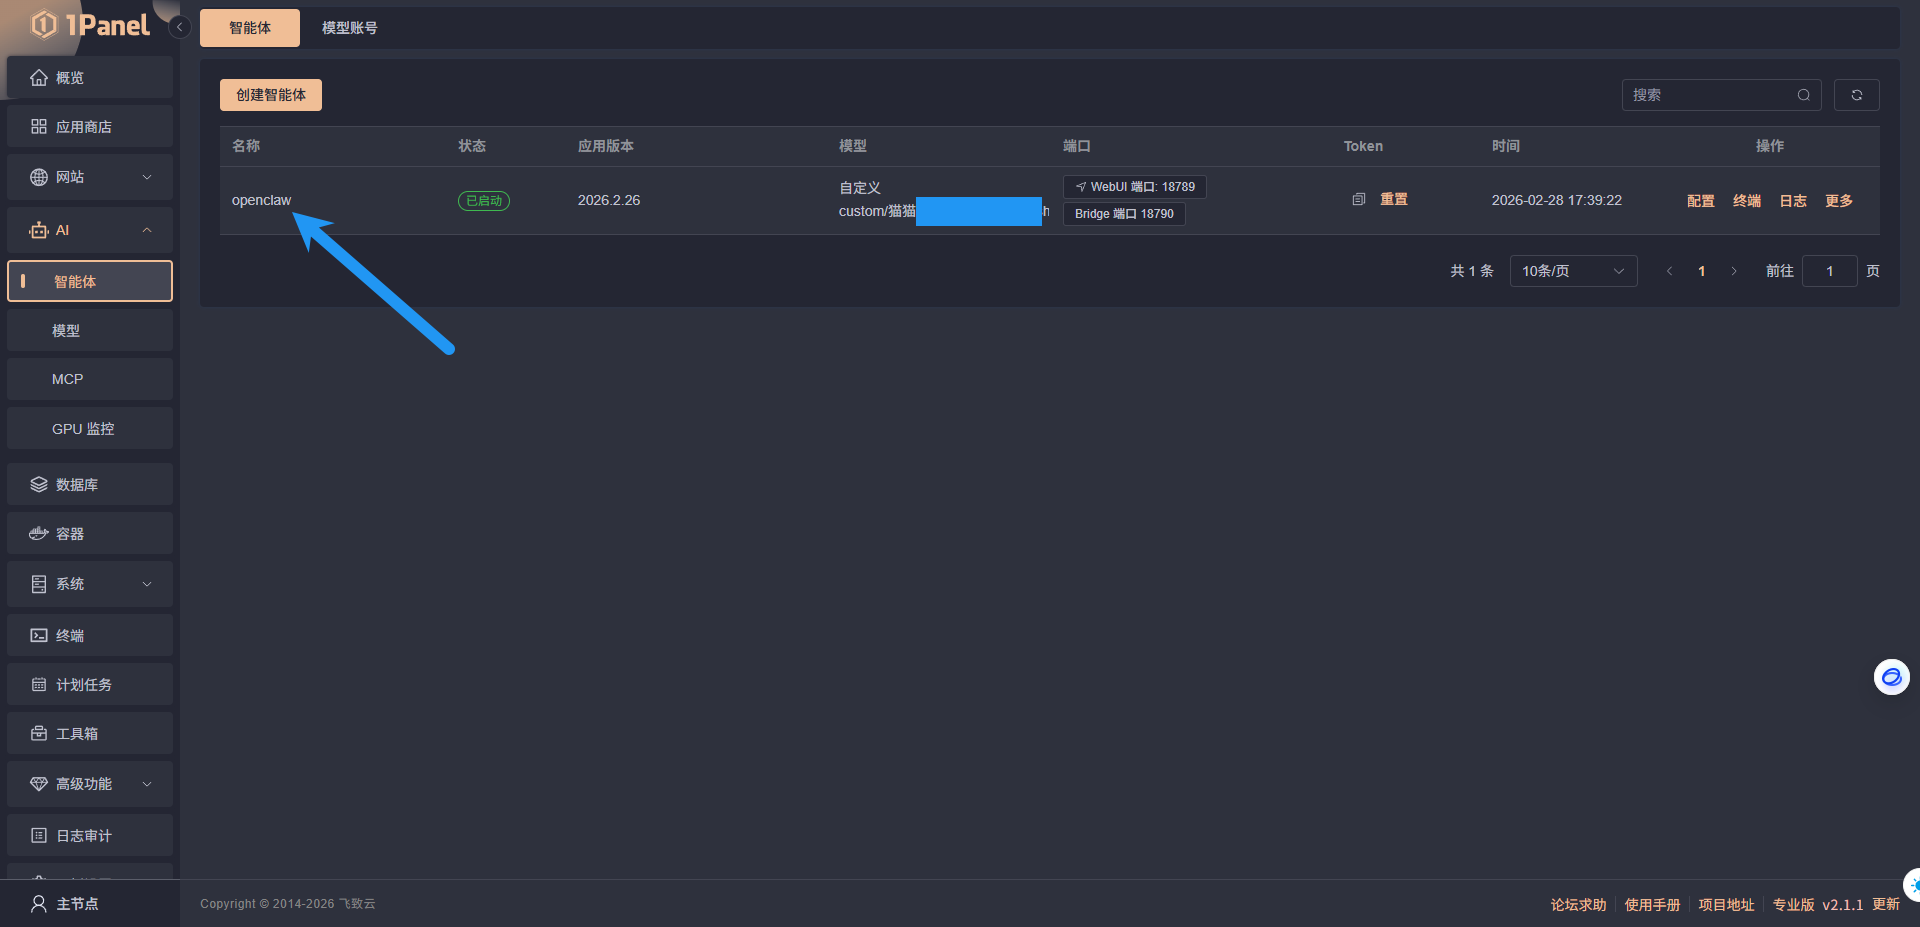 1Panel
智能体
模型账号
概览
应用商店
网站
AI
智能体
模型
MCP
GPU 监控
数据库
容器
系统
终端
计划任务
工具箱
高级功能
日志审计
主节点
创建智能体
搜索
名称 状态 应用版本 模型 端口 Token 时间 操作
openclaw 已启动 2026.2.26
自定义
custom/猫猫
WebUI 端口: 18789
Bridge 端口 18790
重置
2026-02-28 17:39:22
配置 终端 日志 更多
共 1 条 10条/页 1 前往 1 页
Copyright © 2014-2026 飞致云
论坛求助 使用手册 项目地址 专业版 v2.1.1 更新